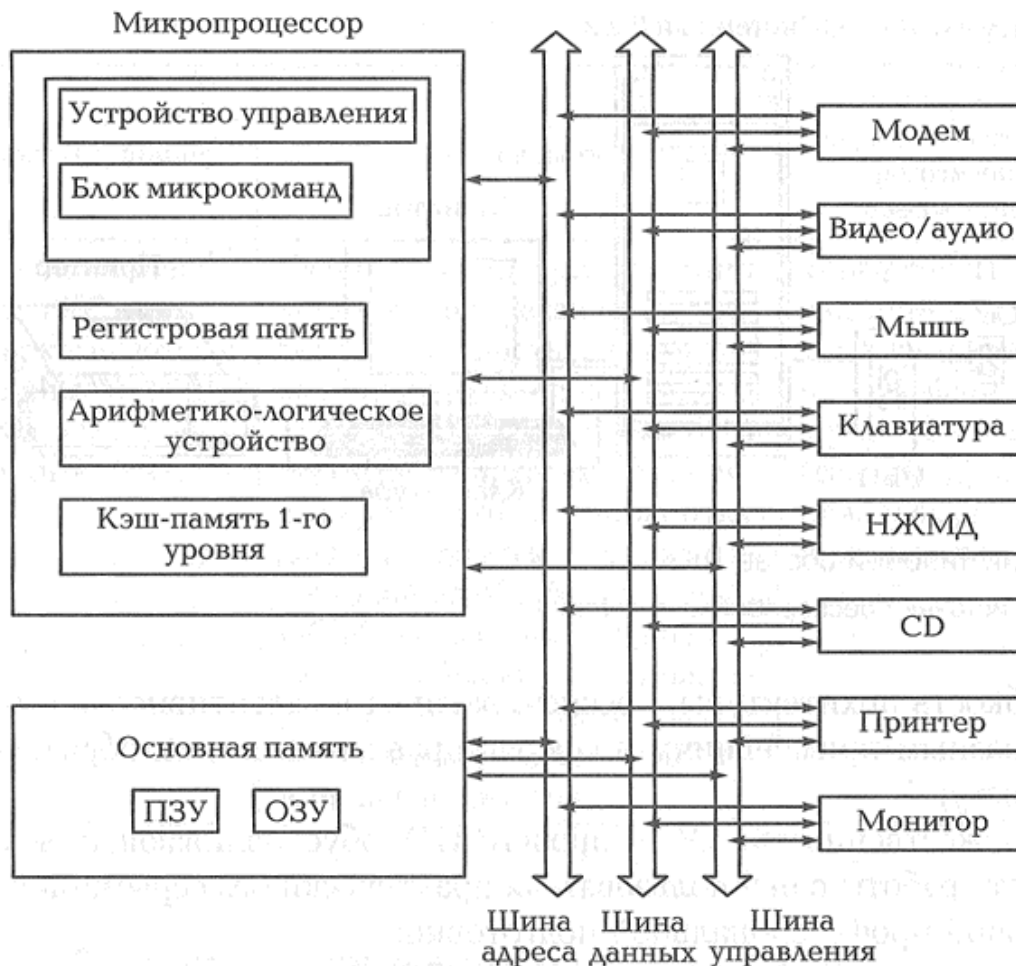 Микропроцессор
Устройство управления
Блок микрокоманд
Регистровая память
Арифметико-логическое
устройство
Кэш-память 1-го
уровня
Основная память
ПЗУ
ОЗУ
Модем
Видео/аудио
Мышь
Клавиатура
НЖМД
CD
Принтер
Монитор
Шина Шина Шина
адреса данных управления